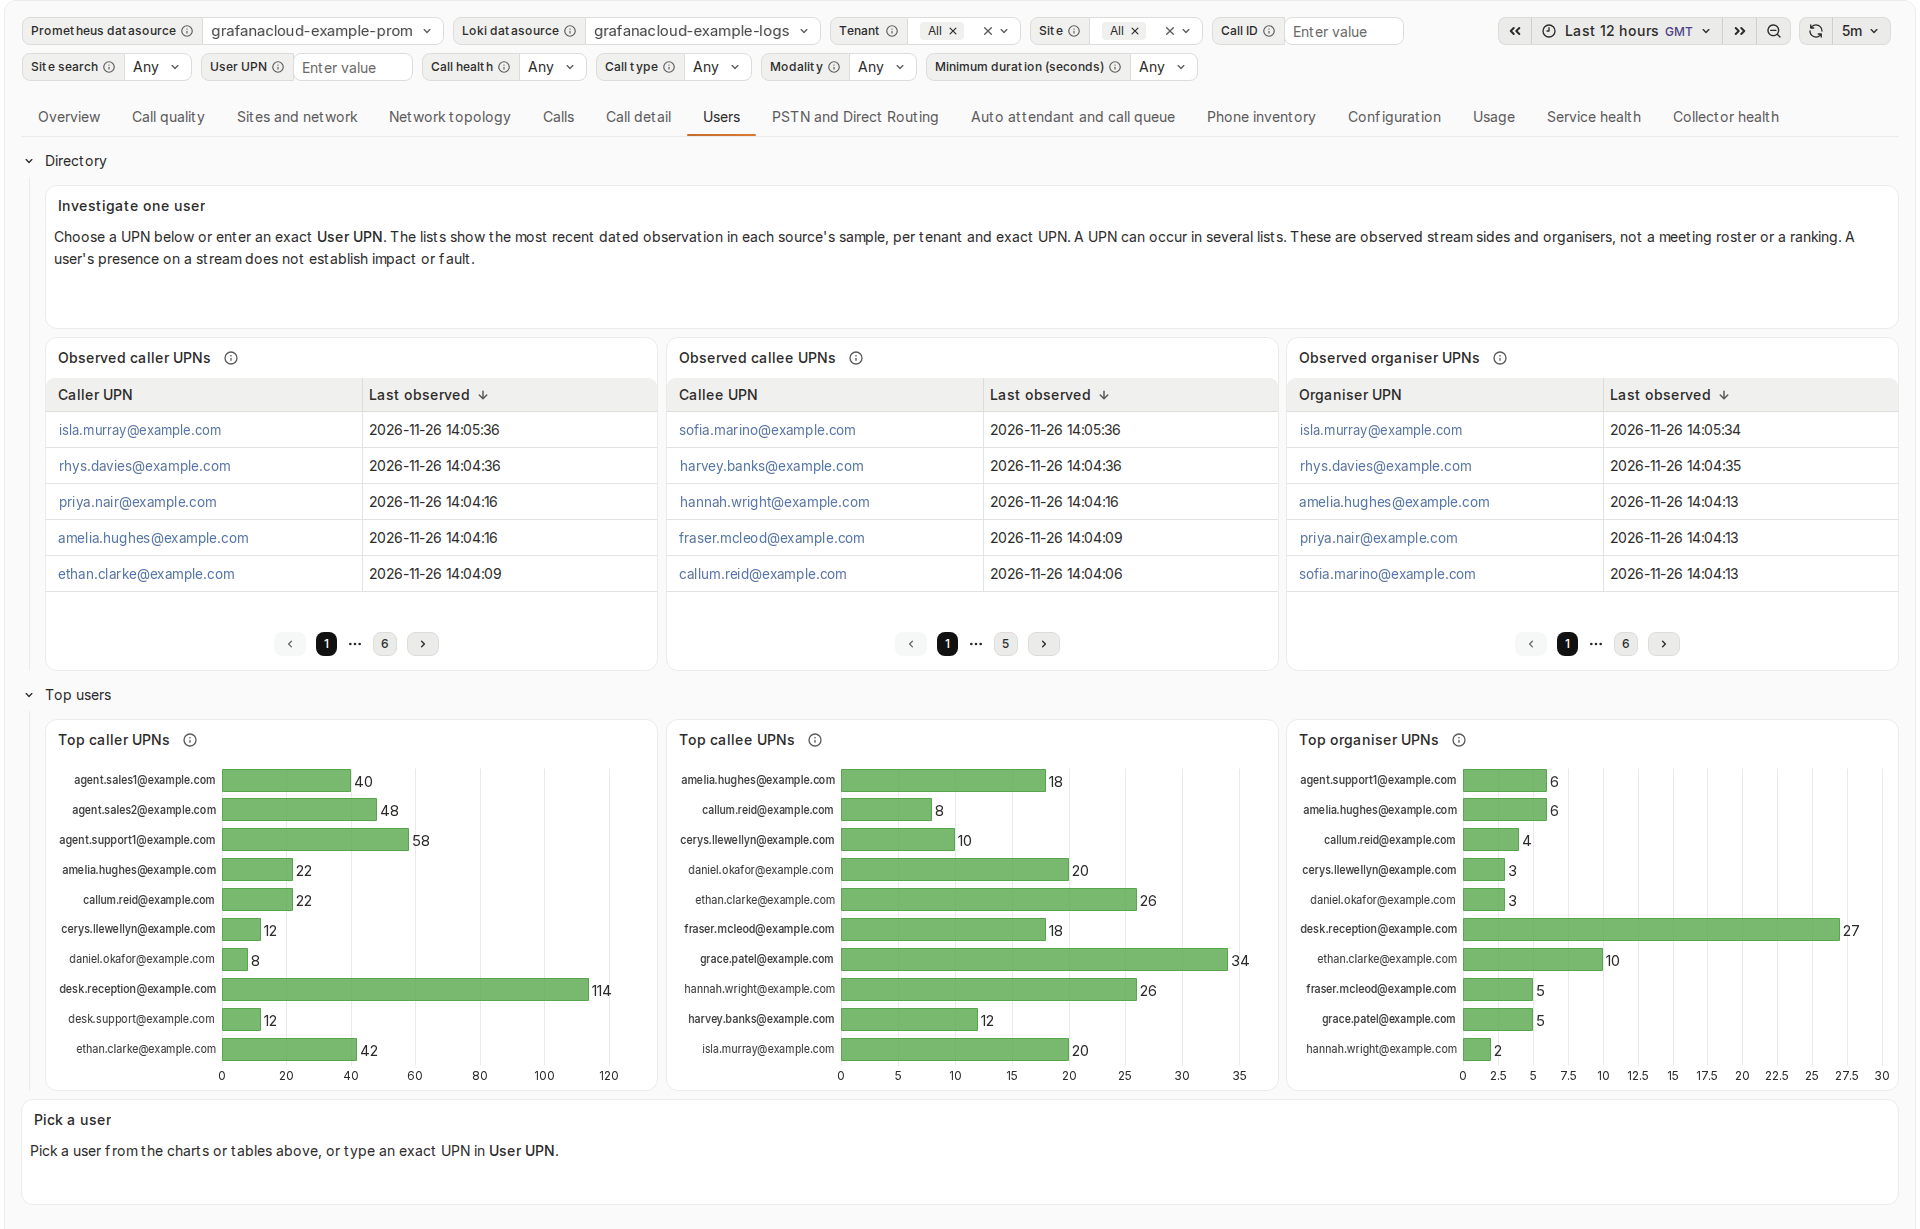 Prometheus datasource grafanacloud-example-prom Loki datasource grafanacloud-example-logs Tenant All Site All Call ID Enter value Last 12 hours GMT 5m
Site search Any User UPN Enter value Call health Any Call type Any Modality Any Minimum duration (seconds) Any
Overview Call quality Sites and network Network topology Calls Call detail Users PSTN and Direct Routing Auto attendant and call queue Phone inventory Configuration Usage Service health Collector health
Directory
Investigate one user
Choose a UPN below or enter an exact User UPN. The lists show the most recent dated observation in each source's sample, per tenant and exact UPN. A UPN can occur in several lists. These are observed stream sides and organisers, not a meeting roster or a ranking. A
user's presence on a stream does not establish impact or fault.
Observed caller UPNs
Caller UPN Last observed
isla.murray@example.com 2026-11-26 14:05:36
rhys.davies@example.com 2026-11-26 14:04:36
priya.nair@example.com 2026-11-26 14:04:16
amelia.hughes@example.com 2026-11-26 14:04:16
ethan.clarke@example.com 2026-11-26 14:04:09
1 ... 6
Observed callee UPNs
Callee UPN Last observed
sofia.marino@example.com 2026-11-26 14:05:36
harvey.banks@example.com 2026-11-26 14:04:36
hannah.wright@example.com 2026-11-26 14:04:16
fraser.mcleod@example.com 2026-11-26 14:04:09
callum.reid@example.com 2026-11-26 14:04:06
1 ... 5
Observed organiser UPNs
Organiser UPN Last observed
isla.murray@example.com 2026-11-26 14:05:34
rhys.davies@example.com 2026-11-26 14:04:35
amelia.hughes@example.com 2026-11-26 14:04:13
priya.nair@example.com 2026-11-26 14:04:13
sofia.marino@example.com 2026-11-26 14:04:13
1 ... 6
Top users
Top caller UPNs
agent.sales1@example.com 40
agent.sales2@example.com 48
agent.support1@example.com 58
amelia.hughes@example.com 22
callum.reid@example.com 22
cerys.llewellyn@example.com 12
daniel.okafor@example.com 8
desk.reception@example.com 114
desk.support@example.com 12
ethan.clarke@example.com 42
0 20 40 60 80 100 120
Top callee UPNs
amelia.hughes@example.com 18
callum.reid@example.com 8
cerys.llewellyn@example.com 10
daniel.okafor@example.com 20
ethan.clarke@example.com 26
fraser.mcleod@example.com 18
grace.patel@example.com 34
hannah.wright@example.com 26
harvey.banks@example.com 12
isla.murray@example.com 20
0 5 10 15 20 25 30 35
Top organiser UPNs
agent.support1@example.com 6
amelia.hughes@example.com 6
callum.reid@example.com 4
cerys.llewellyn@example.com 3
daniel.okafor@example.com 3
desk.reception@example.com 27
ethan.clarke@example.com 10
fraser.mcleod@example.com 5
grace.patel@example.com 5
hannah.wright@example.com 2
0 2.5 5 7.5 10 12.5 15 17.5 20 22.5 25 27.5 30
Pick a user
Pick a user from the charts or tables above, or type an exact UPN in User UPN.